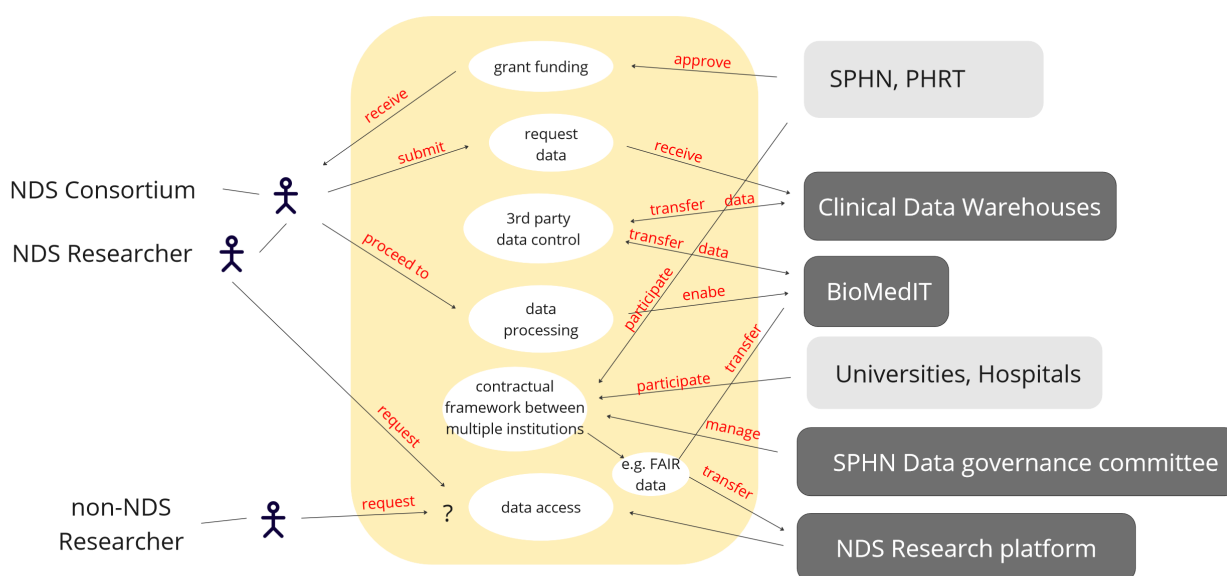 grant funding
approve
SPHN, PHRT
receive
request
data
submit
receive
NDS Consortium
3rd party
data control
transfer data
Clinical Data Warehouses
NDS Researcher
proceed to
transfer data
BioMedIT
data
processing
enabe
participate
transfer
Universities, Hospitals
participate
contractual
framework between
multiple institutions
request
manage
SPHN Data governance committee
e.g. FAIR
data
transfer
non-NDS
Researcher
request
?
data access
NDS Research platform